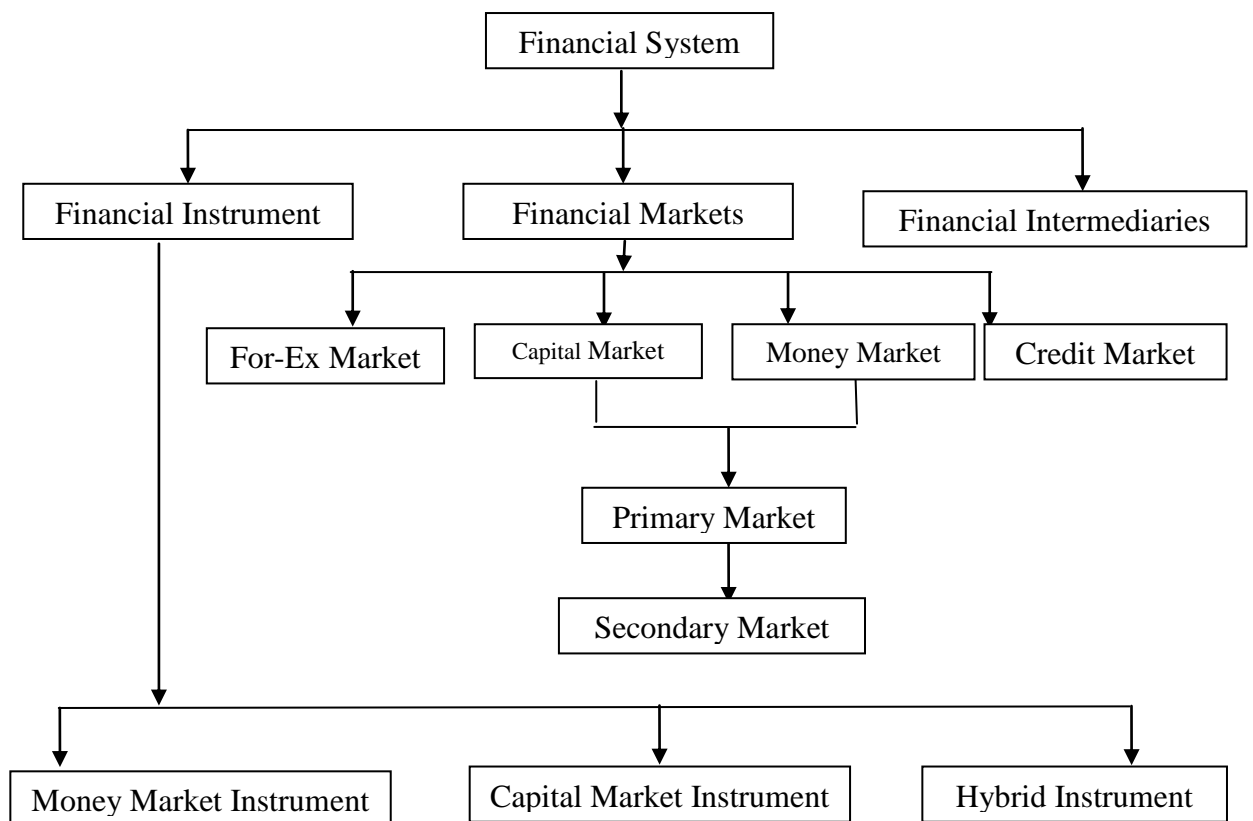 Financial System
Financial Instrument
Financial Markets
Financial Intermediaries
For-Ex Market
Capital Market
Money Market
Credit Market
Primary Market
Secondary Market
Money Market Instrument
Capital Market Instrument
Hybrid Instrument